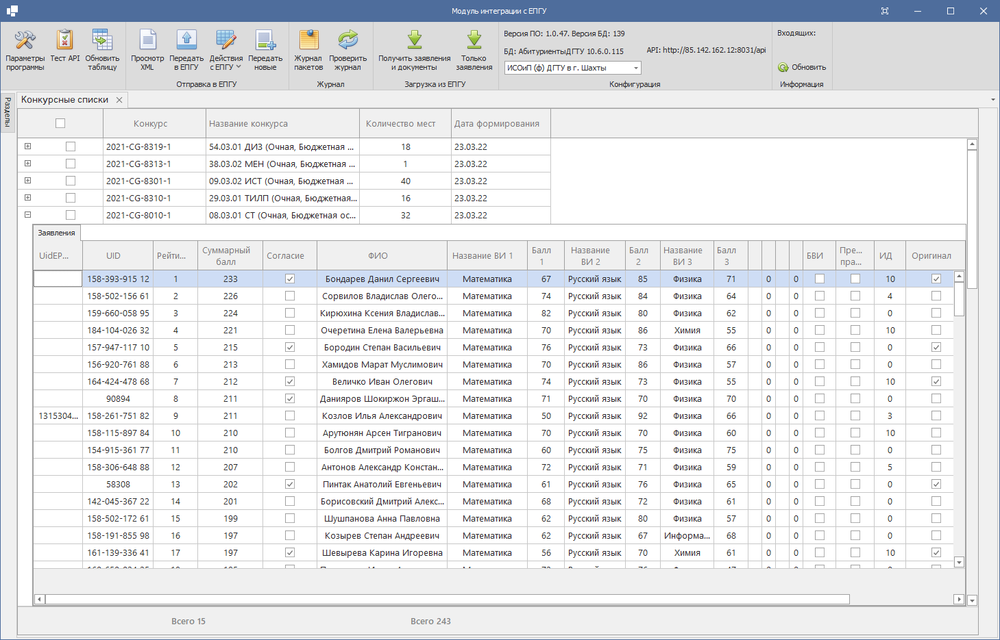 Модуль интеграции с ЕПГУ
Параметры программы
Тест API
Обновить таблицу
Просмотр XML
Передать в ЕПГУ
Действия с ЕПГУ
Передать новые
Отправка в ЕПГУ
Журнал пакетов
Проверить журнал
Журнал
Получить заявления и документы
Только заявления
Загрузка из ЕПГУ
Версия ПО: 1.0.47. Версия БД: 139
БД: АбитуриентыДГТУ 10.6.0.115
API: http://85.142.162.12:8031/api
ИСОиП (ф) ДГТУ в г. Шахты
Конфигурация
Входящих:
Обновить
Информация
Разделы
Конкурсные списки
Конкурс Название конкурса Количество мест Дата формирования
2021-CG-8319-1 54.03.01 ДИЗ (Очная, Бюджетная ... 18 23.03.22
2021-CG-8313-1 38.03.02 МЕН (Очная, Бюджетная ... 1 23.03.22
2021-CG-8301-1 09.03.02 ИСТ (Очная, Бюджетная ... 40 23.03.22
2021-CG-8310-1 29.03.01 ТИЛП (Очная, Бюджетная... 16 23.03.22
2021-CG-8010-1 08.03.01 СТ (Очная, Бюджетная ос... 32 23.03.22
Заявления
UidEP... UID Рейти... Суммарный балл Согласие ФИО Название ВИ 1 Балл 1 Название ВИ 2 Балл 2 Название ВИ 3 Балл 3 БВИ Пре... пра... ИД Оригинал
158-393-915 12 1 233 Бондарев Данил Сергеевич Математика 67 Русский язык 85 Физика 71 0 0 10
158-502-156 61 2 226 Сорвилов Владислав Олего... Математика 74 Русский язык 84 Физика 64 0 0 4
159-660-058 95 3 224 Кирюхина Ксения Владислав... Математика 82 Русский язык 80 Физика 62 0 0 0
184-104-026 32 4 221 Очеретина Елена Валерьевна Математика 70 Русский язык 86 Химия 55 0 0 10
157-947-117 10 5 215 Бородин Степан Васильевич Математика 76 Русский язык 73 Физика 66 0 0 0
156-920-761 88 6 213 Хамидов Марат Муслимович Математика 70 Русский язык 86 Физика 57 0 0 0
164-424-478 68 7 212 Величко Иван Олегович Математика 74 Русский язык 73 Физика 55 0 0 10
90894 8 211 Данияров Шокиржон Эргаш... Математика 71 Русский язык 70 Физика 70 0 0 0
1315304... 158-261-751 82 9 211 Козлов Илья Александрович Математика 50 Русский язык 92 Физика 66 0 0 3
158-115-897 84 10 210 Арутюнян Арсен Тигранович Математика 70 Русский язык 70 Физика 60 0 0 10
154-915-361 77 11 210 Болгов Дмитрий Романович Математика 60 Русский язык 75 Физика 75 0 0 0
158-306-648 88 12 207 Антонов Александр Констан... Математика 72 Русский язык 71 Физика 59 0 0 5
58308 13 202 Пинтак Анатолий Евгеньевич Математика 61 Русский язык 76 Физика 65 0 0 0
142-045-367 22 14 201 Борисовский Дмитрий Алекс... Математика 68 Русский язык 72 Физика 61 0 0 0
158-502-172 61 15 199 Шушпанова Анна Павловна Математика 62 Русский язык 80 Физика 57 0 0 0
158-191-855 98 16 197 Козырев Степан Андреевич Математика 62 Русский язык 67 Информа... 68 0 0 0
161-139-336 41 17 197 Шевырева Карина Игоревна Математика 56 Русский язык 70 Химия 61 0 0 10
Всего 15 Всего 243